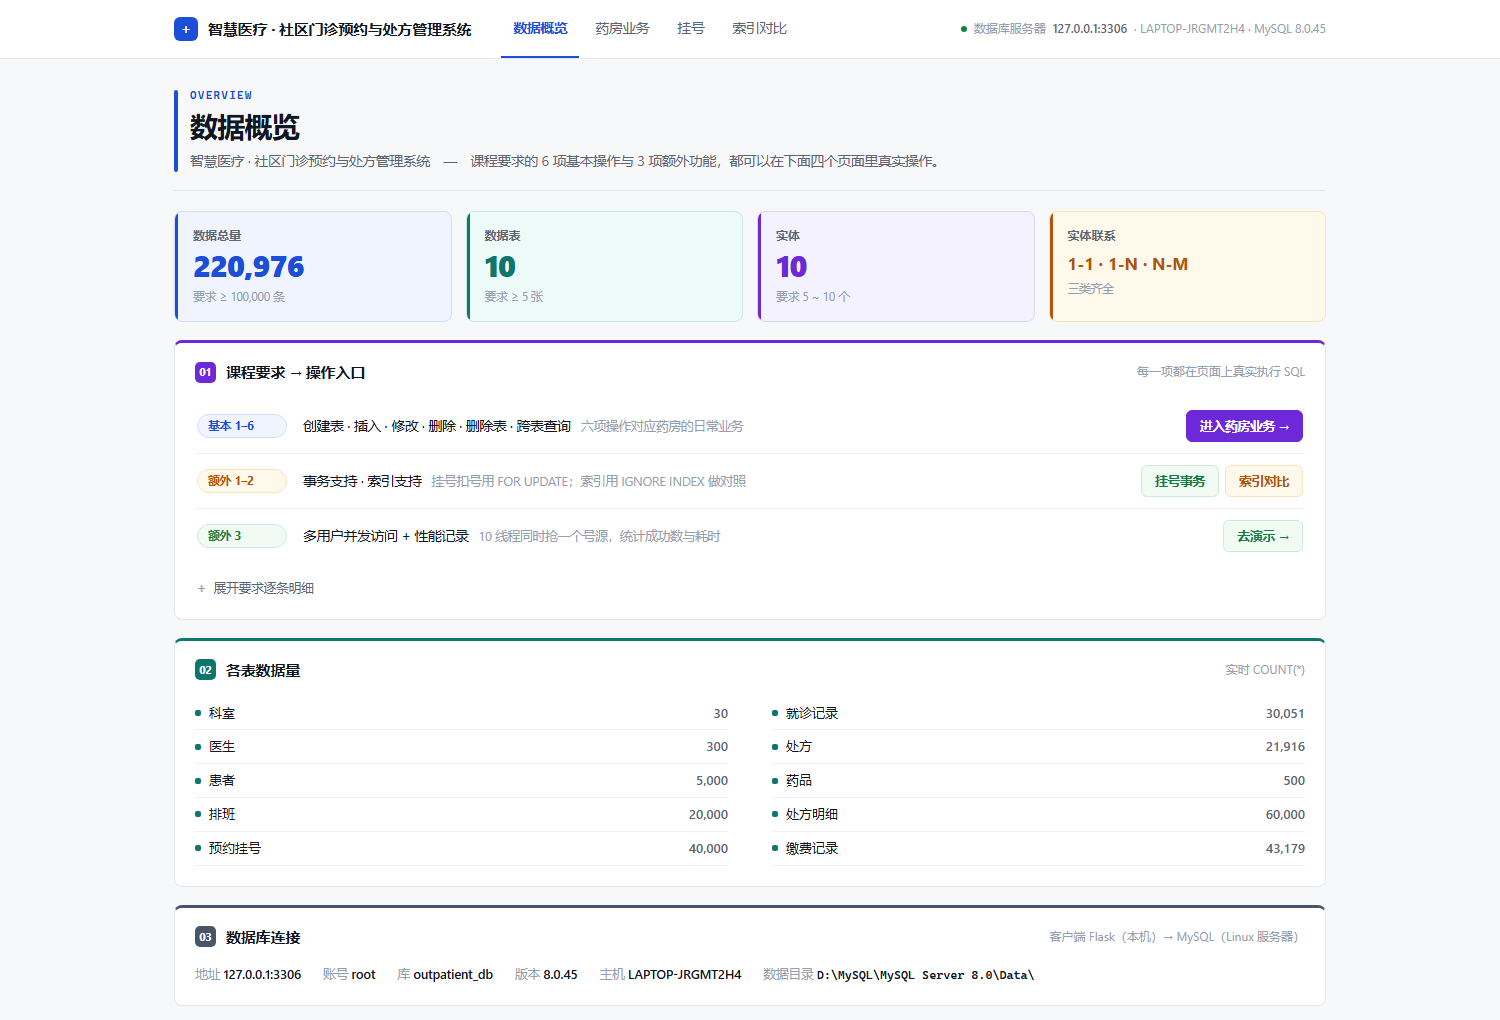 + 智慧医疗 · 社区门诊预约与处方管理系统 数据概览 药房业务 挂号 索引对比 数据库服务器 127.0.0.1:3306 · LAPTOP-JRGMT2H4 · MySQL 8.0.45
OVERVIEW
数据概览
智慧医疗 · 社区门诊预约与处方管理系统 — 课程要求的 6 项基本操作与 3 项额外功能，都可以在下面四个页面里真实操作。
数据总量
220,976
要求 ≥ 100,000 条
数据表
10
要求 ≥ 5 张
实体
10
要求 5 ~ 10 个
实体联系
1-1 · 1-N · N-M
三类齐全
01 课程要求 → 操作入口 每一项都在页面上真实执行 SQL
基本 1–6 创建表 · 插入 · 修改 · 删除 · 删除表 · 跨表查询 六项操作对应药房的日常业务 进入药房业务 →
额外 1–2 事务支持 · 索引支持 挂号扣号用 FOR UPDATE；索引用 IGNORE INDEX 做对照 挂号事务 索引对比
额外 3 多用户并发访问 + 性能记录 10 线程同时抢一个号源，统计成功数与耗时 去演示 →
+ 展开要求逐条明细
02 各表数据量 实时 COUNT(*)
科室 30
医生 300
患者 5,000
排班 20,000
预约挂号 40,000
就诊记录 30,051
处方 21,916
药品 500
处方明细 60,000
缴费记录 43,179
03 数据库连接 客户端 Flask（本机）→ MySQL（Linux 服务器）
地址 127.0.0.1:3306 账号 root 库 outpatient_db 版本 8.0.45 主机 LAPTOP-JRGMT2H4 数据目录 D:\MySQL\MySQL Server 8.0\Data\